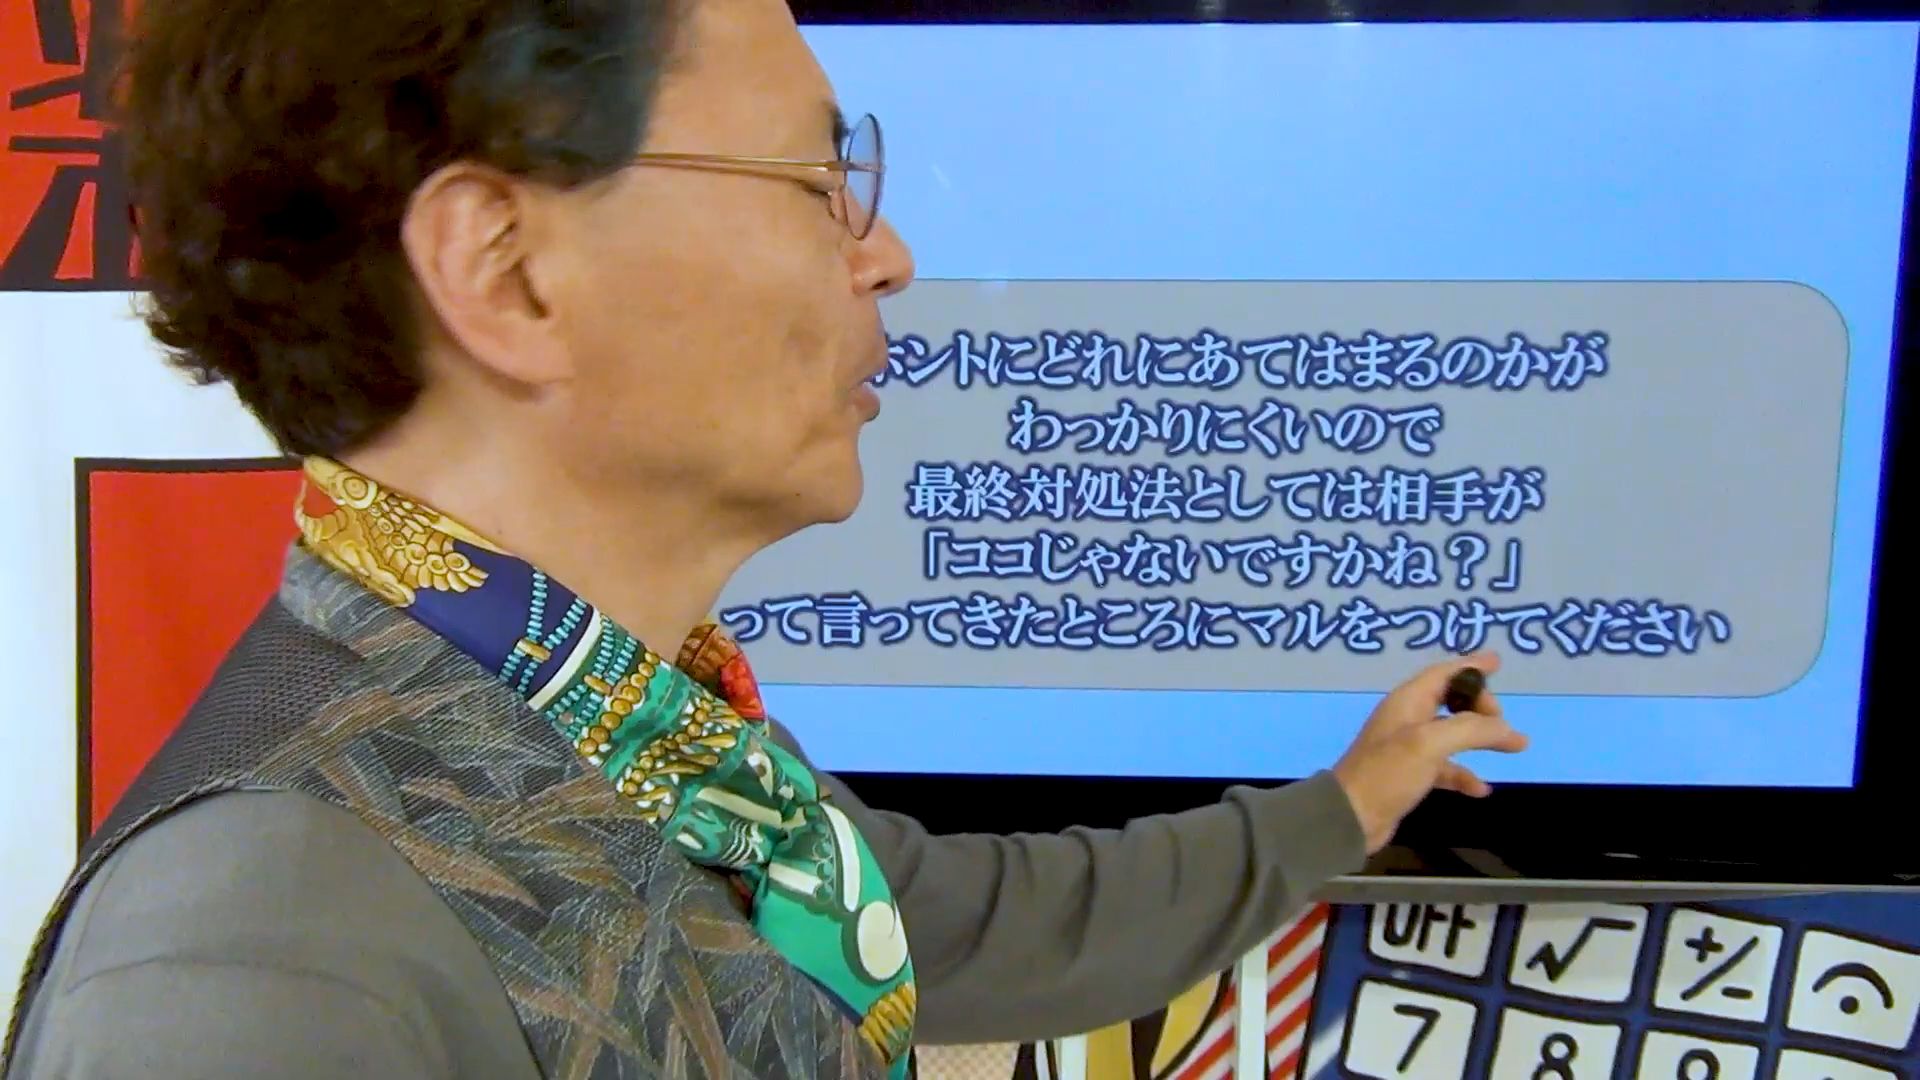 ホントにどれにあてはまるのかが
わっかりにくいので
最終対処法としては相手が
「ココじゃないですかね？」
って言ってきたところにマルをつけてください
OFF √ +/-
7 8 9